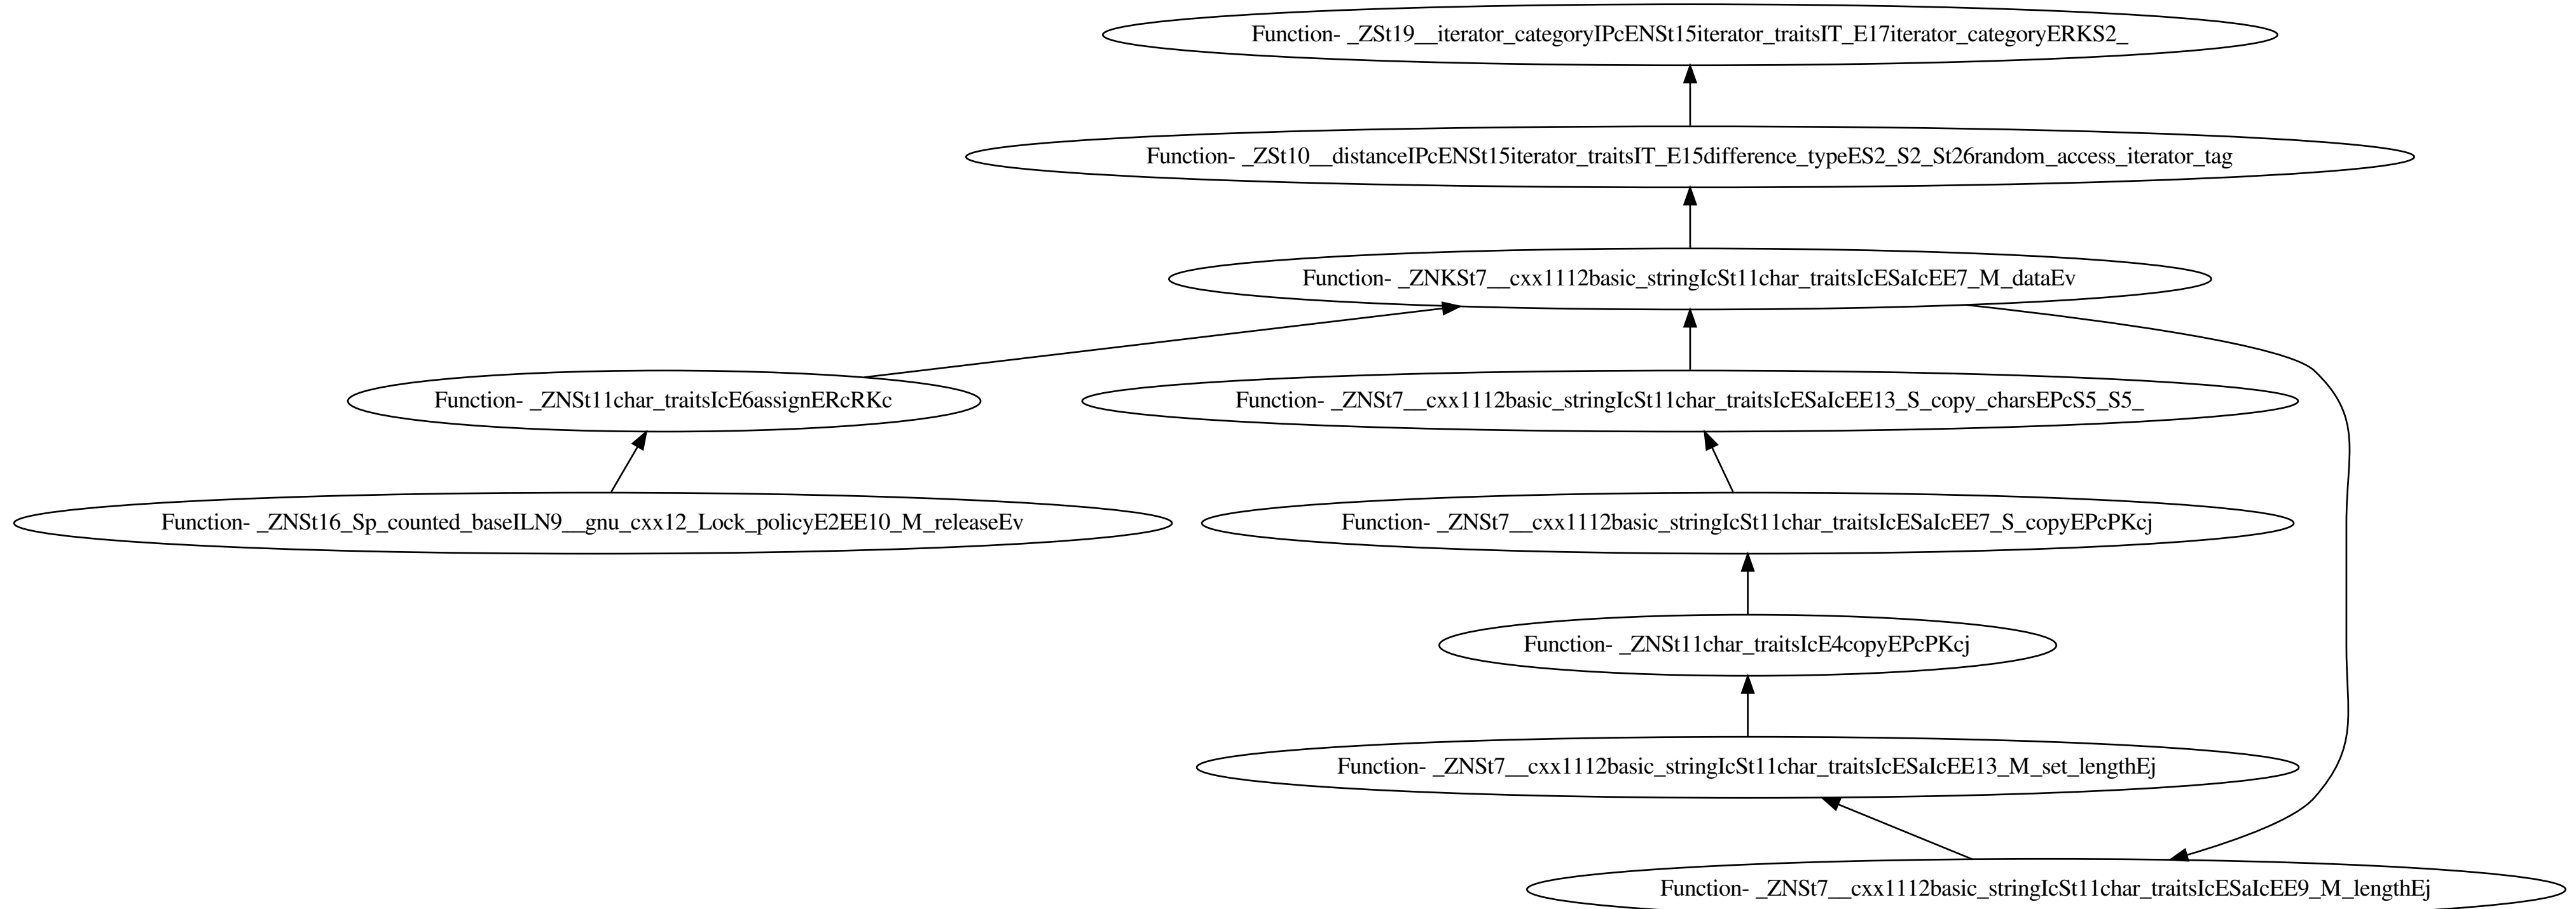 Function- _ZSt19__iterator_categoryIPcENSt15iterator_traitsIT_E17iterator_categoryERKS2_
Function- _ZSt10__distanceIPcENSt15iterator_traitsIT_E15difference_typeES2_S2_St26random_access_iterator_tag
Function- _ZNKSt7__cxx1112basic_stringIcSt11char_traitsIcESaIcEE7_M_dataEv
Function- _ZNSt11char_traitsIcE6assignERcRKc
Function- _ZNSt7__cxx1112basic_stringIcSt11char_traitsIcESaIcEE13_S_copy_charsEPcS5_S5_
Function- _ZNSt16_Sp_counted_baseILN9__gnu_cxx12_Lock_policyE2EE10_M_releaseEv
Function- _ZNSt7__cxx1112basic_stringIcSt11char_traitsIcESaIcEE7_S_copyEPcPKcj
Function- _ZNSt11char_traitsIcE4copyEPcPKcj
Function- _ZNSt7__cxx1112basic_stringIcSt11char_traitsIcESaIcEE13_M_set_lengthEj
Function- _ZNSt7__cxx1112basic_stringIcSt11char_traitsIcESaIcEE9_M_lengthEj